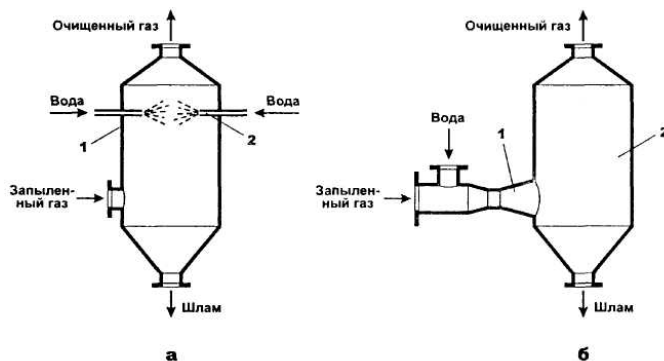 Очищенный газ
Вода
Вода
1
2
Запылен-
ный газ
Шлам
а
Очищенный газ
Вода
1
2
Запылен-
ный газ
Шлам
б